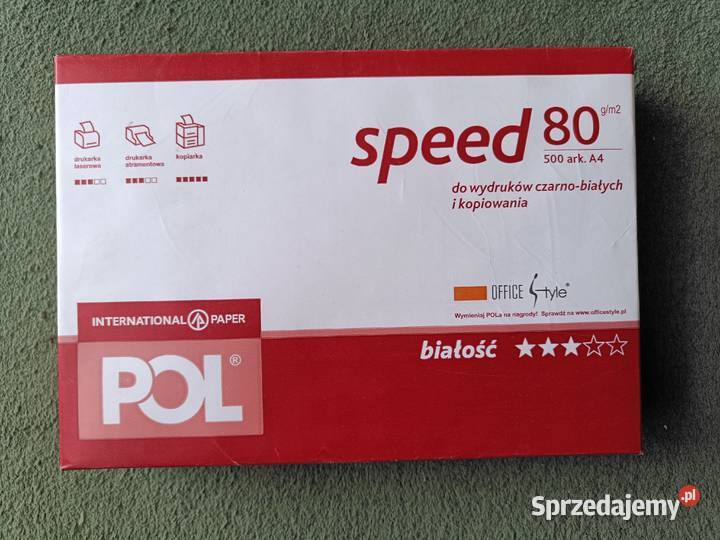 speed 80 g/m2
500 ark. A4
drukarka laserowa
drukarka atramentowa
kopiarka
do wydruków czarno-białych
i kopiowania
OFFICE Style®
Wymieniaj POLa na nagrody! Sprawdź na www.officestyle.pl
INTERNATIONAL PAPER
POL®
białość
Sprzedajemy.pl